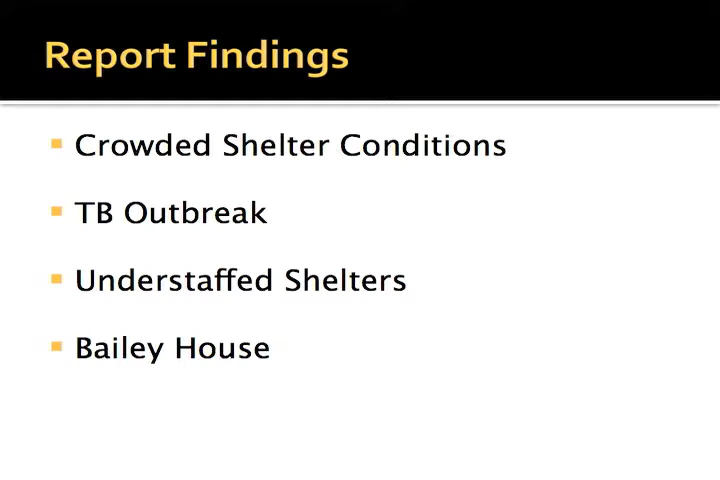 Report Findings
Crowded Shelter Conditions
TB Outbreak
Understaffed Shelters
Bailey House